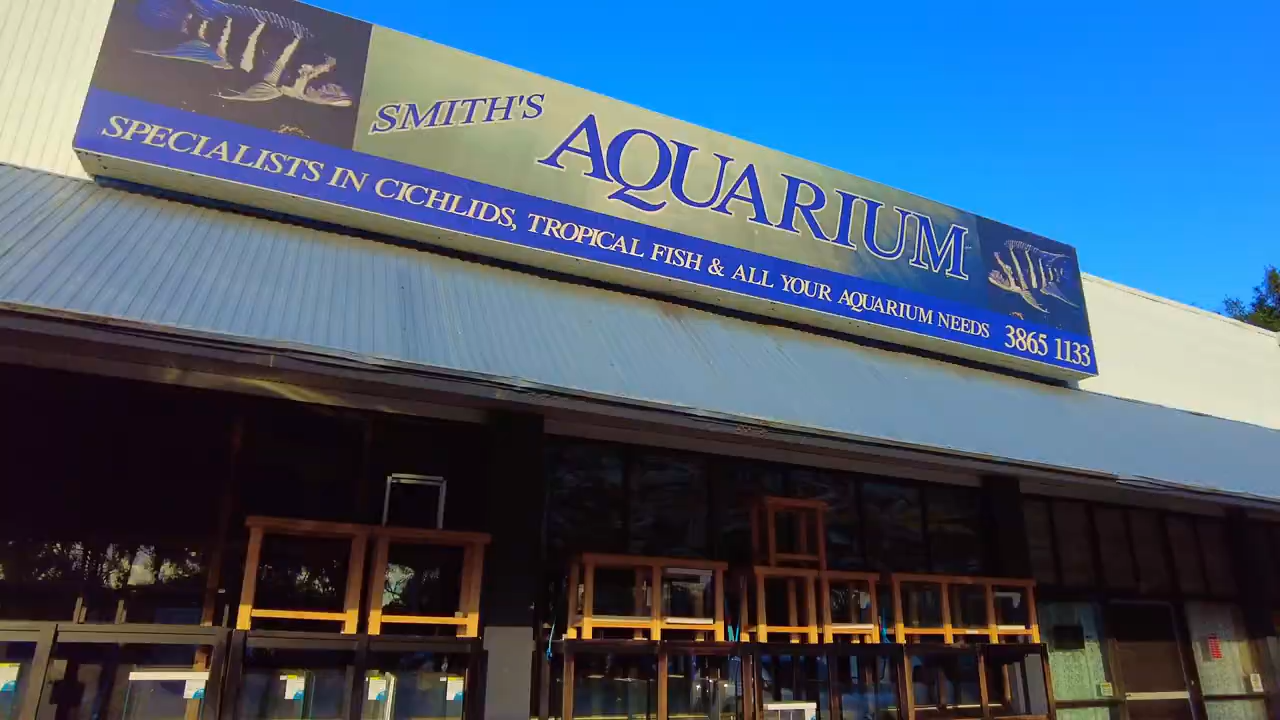 SMITH'S
AQUARIUM
SPECIALISTS IN CICHLIDS, TROPICAL FISH & ALL YOUR AQUARIUM NEEDS 3865 1133